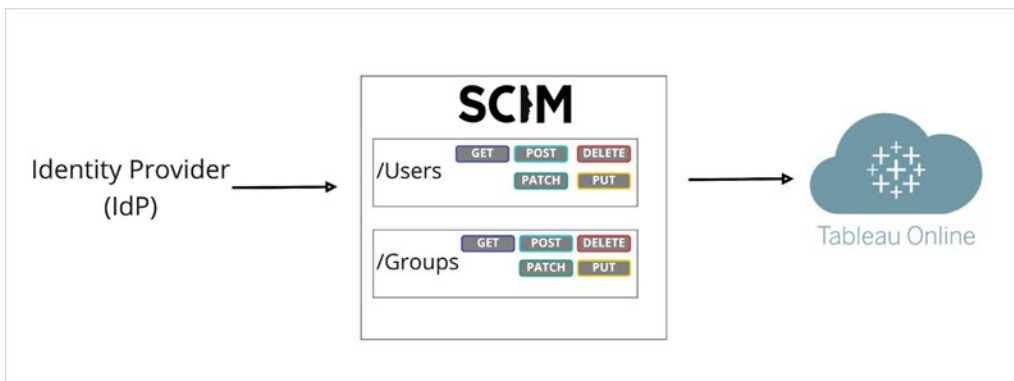 Identity Provider
(IdP)
SCIM
/Users
GET POST DELETE
PATCH PUT
/Groups
GET POST DELETE
PATCH PUT
Tableau Online